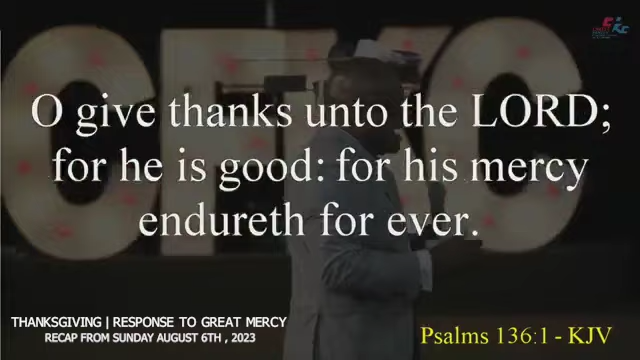 O give thanks unto the LORD;
for he is good: for his mercy
endureth for ever.
THANKSGIVING | RESPONSE TO GREAT MERCY
RECAP FROM SUNDAY AUGUST 6TH , 2023
Psalms 136:1 - KJV